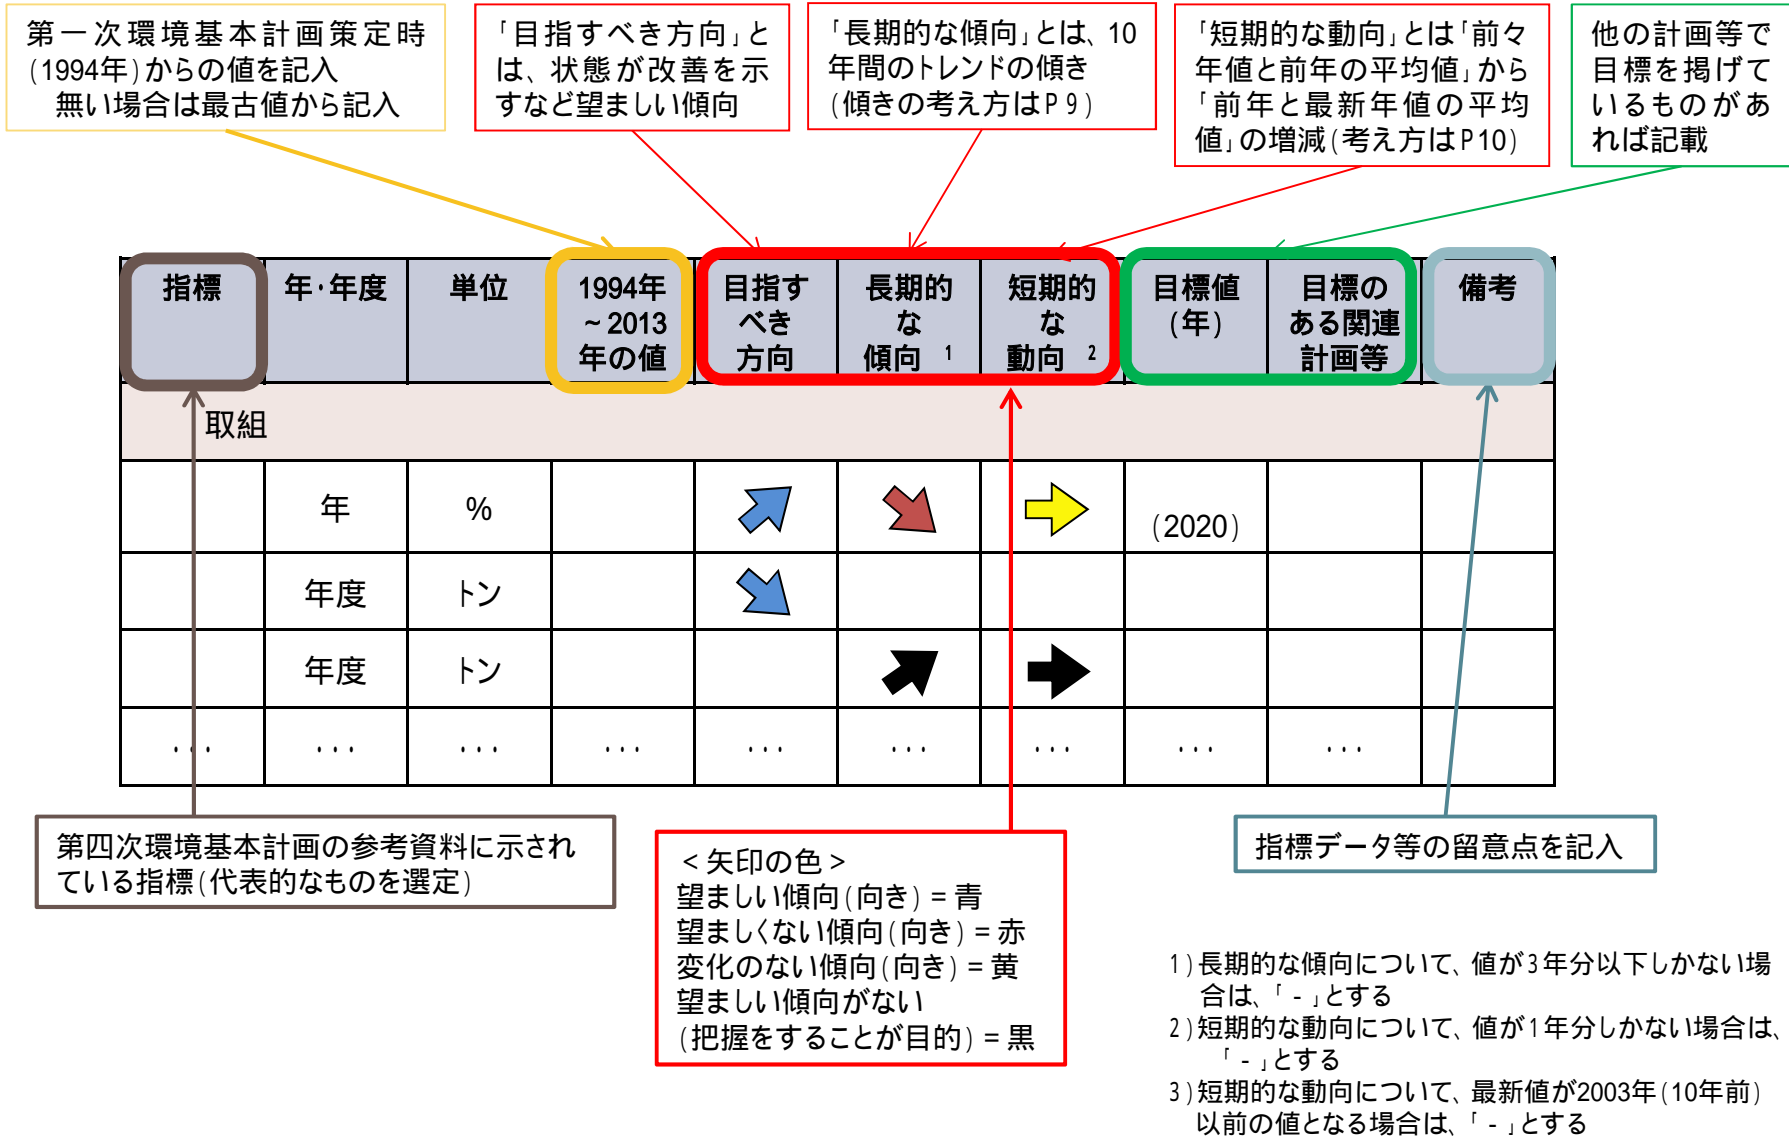 第一次環境基本計画策定時
(1994年)からの値を記入
無い場合は最古値から記入
「目指すべき方向」と
は、状態が改善を示
すなど望ましい傾向
「長期的な傾向」とは、10
年間のトレンドの傾き
(傾きの考え方はP9)
「短期的な動向」とは「前々
年値と前年の平均値」から
「前年と最新年値の平均
値」の増減(考え方はP10)
他の計画等で
目標を掲げて
いるものがあ
れば記載
指標
年・年度
単位
1994年
~2013
年の値
目指す
べき
方向
長期的
な
傾向 1
短期的
な
動向 2
目標値
(年)
目標の
ある関連
計画等
備考
取組
年 %
(2020)
年度 トン
年度 トン
... ... ... ... ... ... ... ... ...
第四次環境基本計画の参考資料に示され
ている指標(代表的なものを選定)
<矢印の色>
望ましい傾向(向き)=青
望ましくない傾向(向き)=赤
変化のない傾向(向き)=黄
望ましい傾向がない
(把握をすることが目的)=黒
指標データ等の留意点を記入
1)長期的な傾向について、値が3年分以下しかない場
合は、「-」とする
2)短期的な動向について、値が1年分しかない場合は、
「-」とする
3)短期的な動向について、最新値が2003年(10年前)
以前の値となる場合は、「-」とする